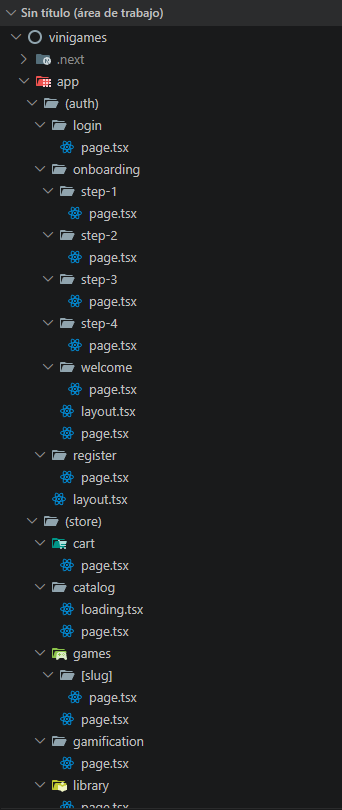 Sin título (área de trabajo)
vinigames
.next
app
(auth)
login
page.tsx
onboarding
step-1
page.tsx
step-2
page.tsx
step-3
page.tsx
step-4
page.tsx
welcome
page.tsx
layout.tsx
page.tsx
register
page.tsx
layout.tsx
(store)
cart
page.tsx
catalog
loading.tsx
page.tsx
games
[slug]
page.tsx
page.tsx
gamification
page.tsx
library
page.tsx